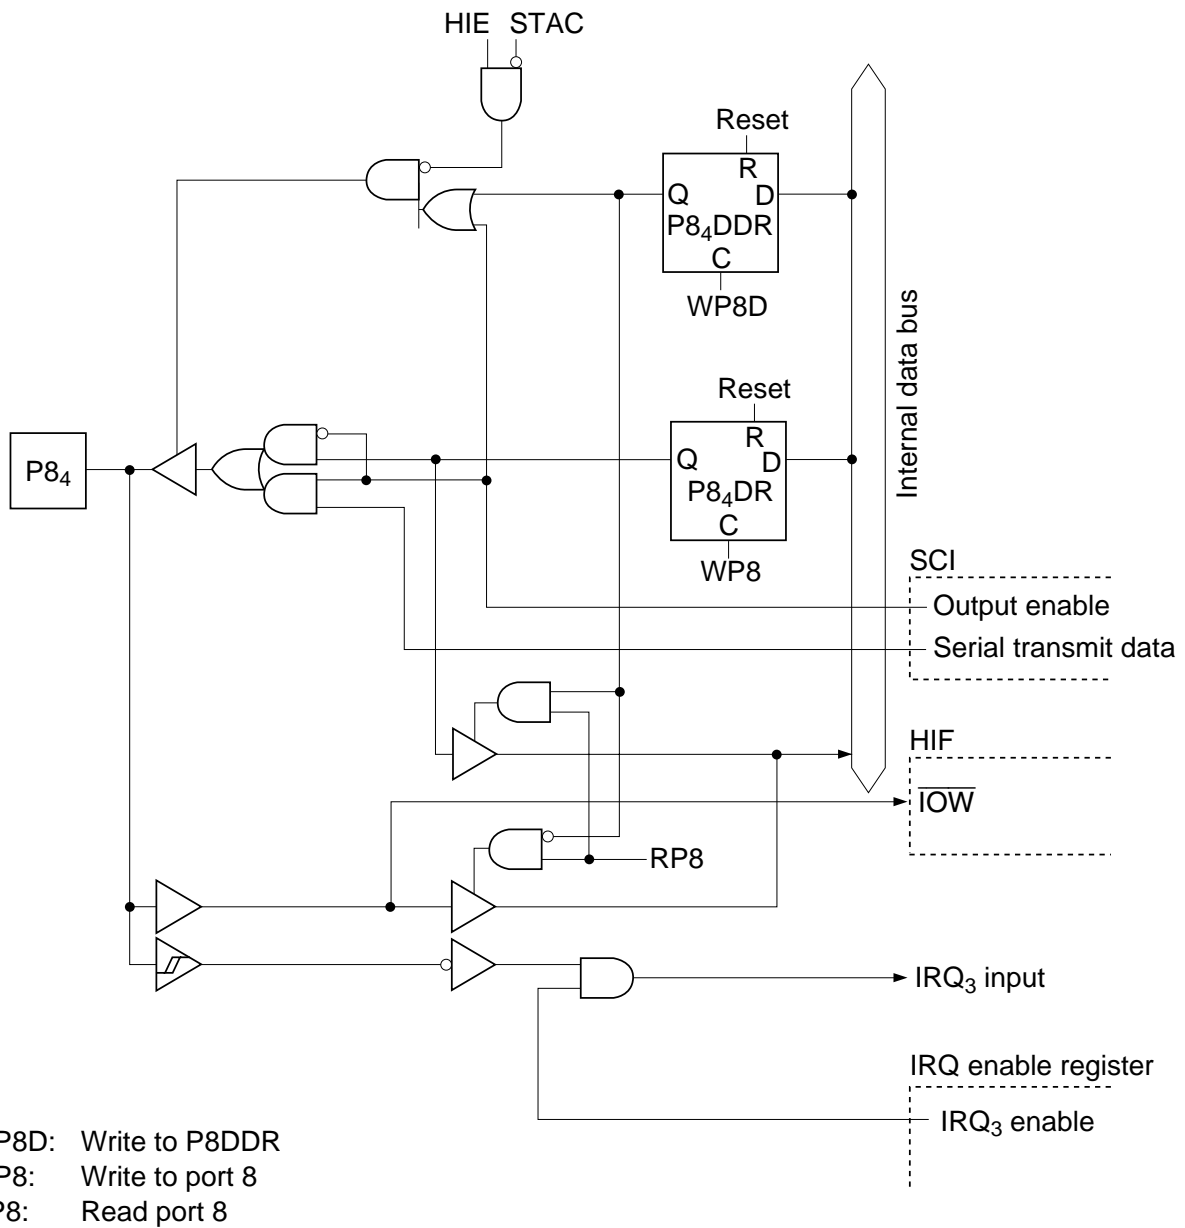 HIE STAC
Reset
R
Q D
P8₄DDR
C
WP8D
Internal data bus
Reset
R
Q D
P8₄DR
C
WP8
P8₄
SCI
Output enable
Serial transmit data
HIF
IOW
RP8
IRQ₃ input
IRQ enable register
IRQ₃ enable
P8D: Write to P8DDR
P8: Write to port 8
P8: Read port 8